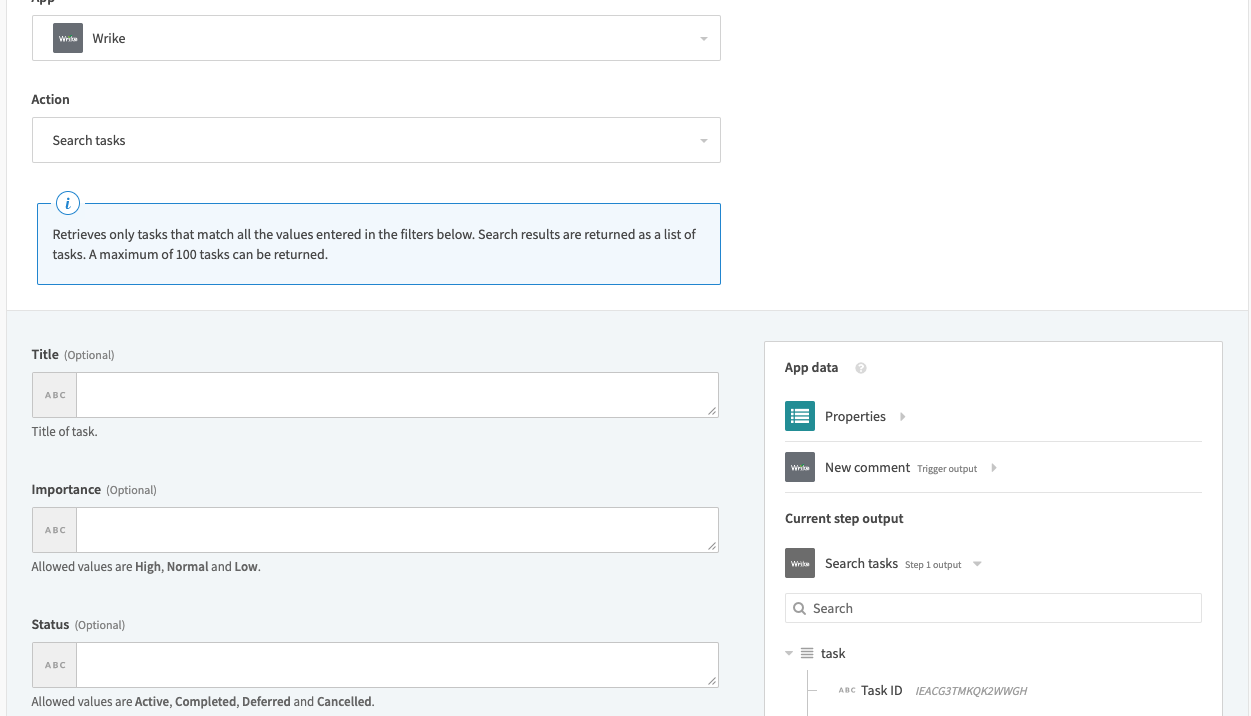 App
Wrike Wrike
Action
Search tasks
i
Retrieves only tasks that match all the values entered in the filters below. Search results are returned as a list of
tasks. A maximum of 100 tasks can be returned.
Title (Optional)
ABC
Title of task.
Importance (Optional)
ABC
Allowed values are High, Normal and Low.
Status (Optional)
ABC
Allowed values are Active, Completed, Deferred and Cancelled.
App data ?
Properties
Wrike New comment Trigger output
Current step output
Wrike Search tasks Step 1 output
Search
task
ABC Task ID IEACG3TMKQK2WWGH